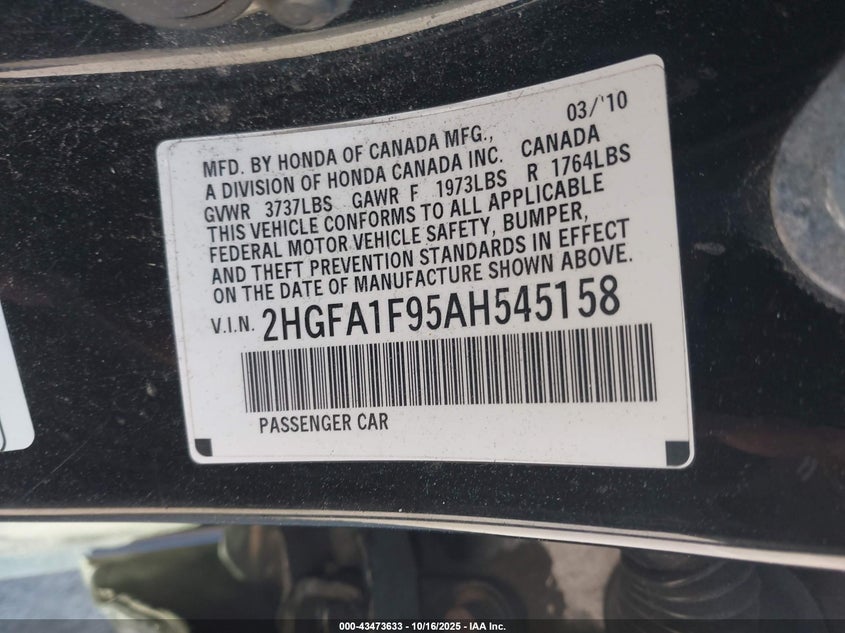 03/'10
MFD. BY HONDA OF CANADA MFG.,
A DIVISION OF HONDA CANADA INC. CANADA
GVWR 3737LBS GAWR F 1973LBS R 1764LBS
THIS VEHICLE CONFORMS TO ALL APPLICABLE
FEDERAL MOTOR VEHICLE SAFETY, BUMPER,
AND THEFT PREVENTION STANDARDS IN EFFECT
ON THE DATE OF MANUFACTURE SHOWN ABOVE.
V.I.N. 2HGFA1F95AH545158
PASSENGER CAR
000-43473633 - 10/16/2025 - IAA Inc.